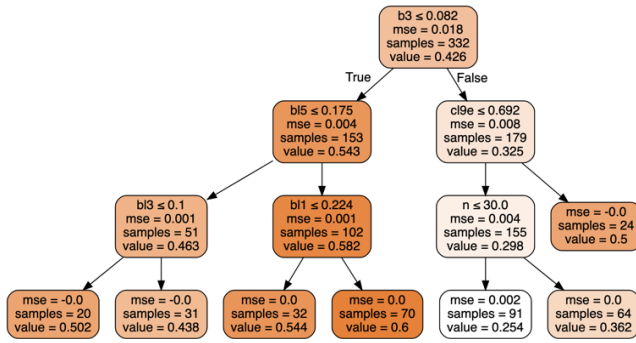 b3 ≤ 0.082
mse = 0.018
samples = 332
value = 0.426
True
False
bl5 ≤ 0.175
mse = 0.004
samples = 153
value = 0.543
cl9e ≤ 0.692
mse = 0.008
samples = 179
value = 0.325
bl3 ≤ 0.1
mse = 0.001
samples = 51
value = 0.463
bl1 ≤ 0.224
mse = 0.001
samples = 102
value = 0.582
n ≤ 30.0
mse = 0.004
samples = 155
value = 0.298
mse = -0.0
samples = 24
value = 0.5
mse = -0.0
samples = 20
value = 0.502
mse = -0.0
samples = 31
value = 0.438
mse = 0.0
samples = 32
value = 0.544
mse = 0.0
samples = 70
value = 0.6
mse = 0.002
samples = 91
value = 0.254
mse = 0.0
samples = 64
value = 0.362